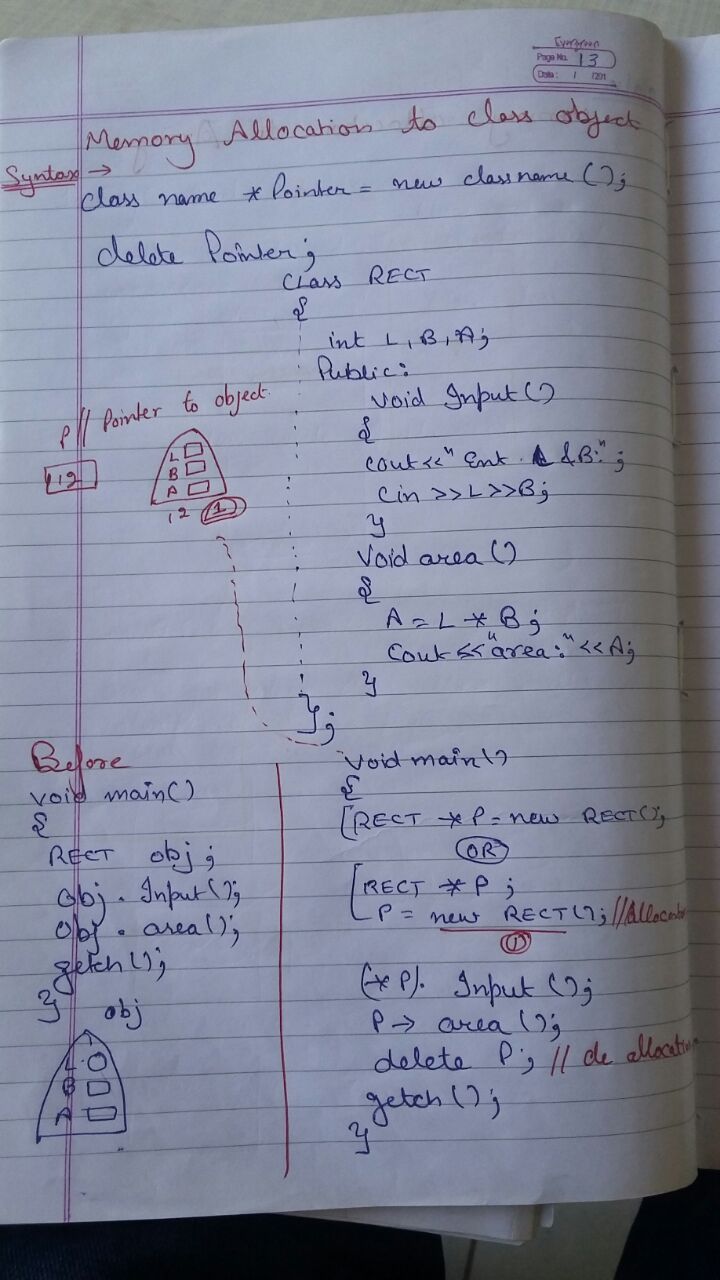 Evergreen
Page No. 13
Date: / /201
Memory Allocation to class object
Syntax →
class name * Pointer = new classname ();
delete Pointer;
class RECT
{
int L, B, A;
Public:
void Input()
{
cout<<" Ent. L &B:";
cin >>L>>B;
}
void area()
{
A = L * B;
Cout <<"area:"<<A;
}
};
P// Pointer to object.
12
L
B
A
12 1
Before
void main()
{
RECT obj;
obj. Input();
obj. area();
getch();
}
obj
L
B
A
void main()
{
[RECT *P = new RECT();
OR
[RECT *P;
P = new RECT(); //Allocation
1
(*P). Input();
P → area();
delete P; // de allocation
getch();
}